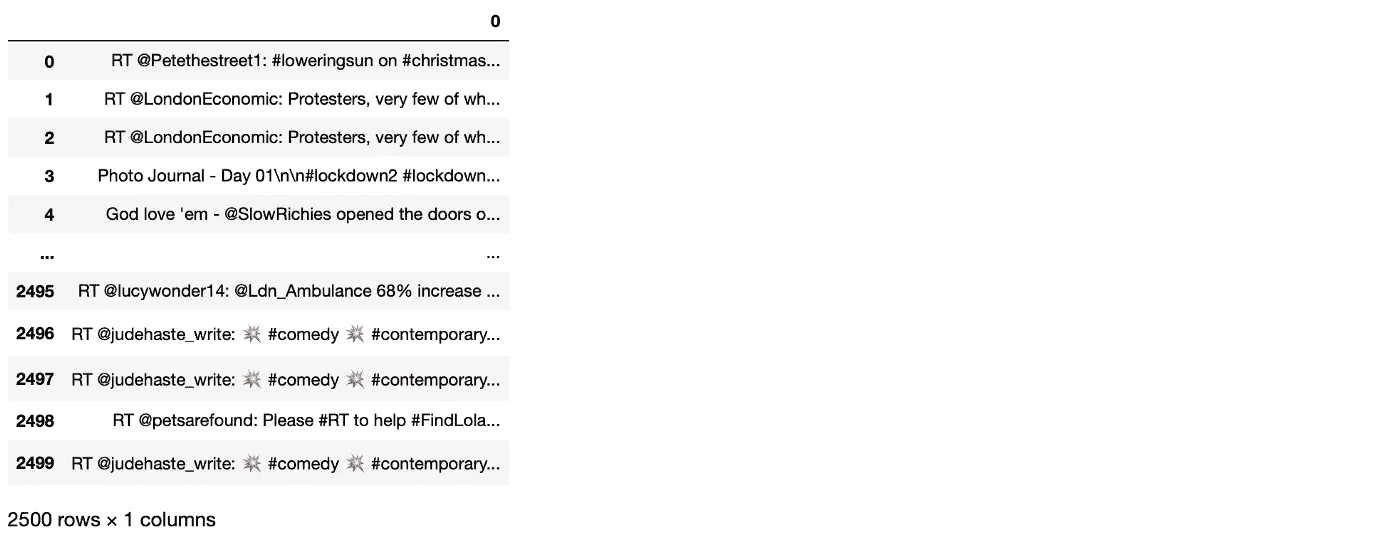 0
0 RT @Petethestreet1: #loweringsun on #christmas...
1 RT @LondonEconomic: Protesters, very few of wh...
2 RT @LondonEconomic: Protesters, very few of wh...
3 Photo Journal - Day 01\n\n#lockdown2 #lockdown...
4 God love 'em - @SlowRichies opened the doors o...
... ...
2495 RT @lucywonder14: @Ldn_Ambulance 68% increase ...
2496 RT @judehaste_write: 💥 #comedy 💥 #contemporary...
2497 RT @judehaste_write: 💥 #comedy 💥 #contemporary...
2498 RT @petsarefound: Please #RT to help #FindLola...
2499 RT @judehaste_write: 💥 #comedy 💥 #contemporary...
2500 rows × 1 columns